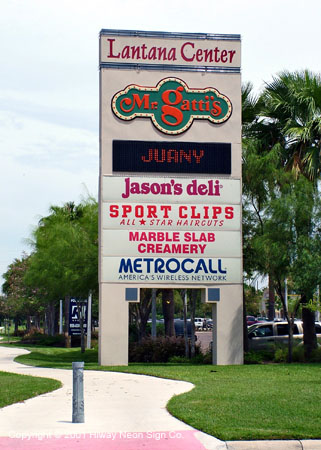 Lantana Center
Mr. Gatti's
JUANY
Jason's deli
SPORT CLIPS
ALL ★ STAR HAIRCUTS
MARBLE SLAB
CREAMERY
METROCALL
AMERICA'S WIRELESS NETWORK
Copyright © 2007 Hiway Neon Sign Co.